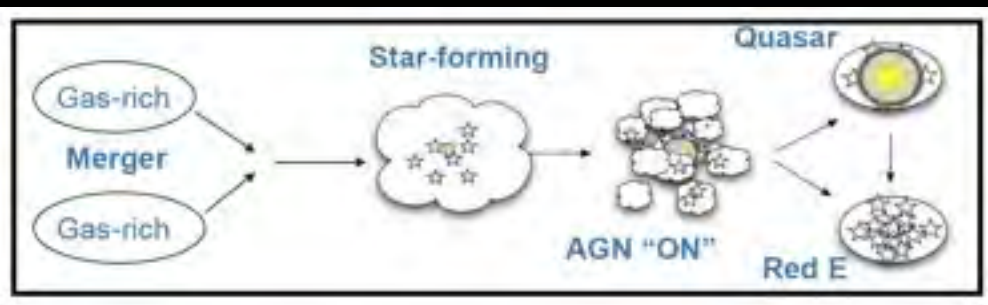 Gas-rich
Merger
Gas-rich
Star-forming
AGN “ON”
Quasar
Red E